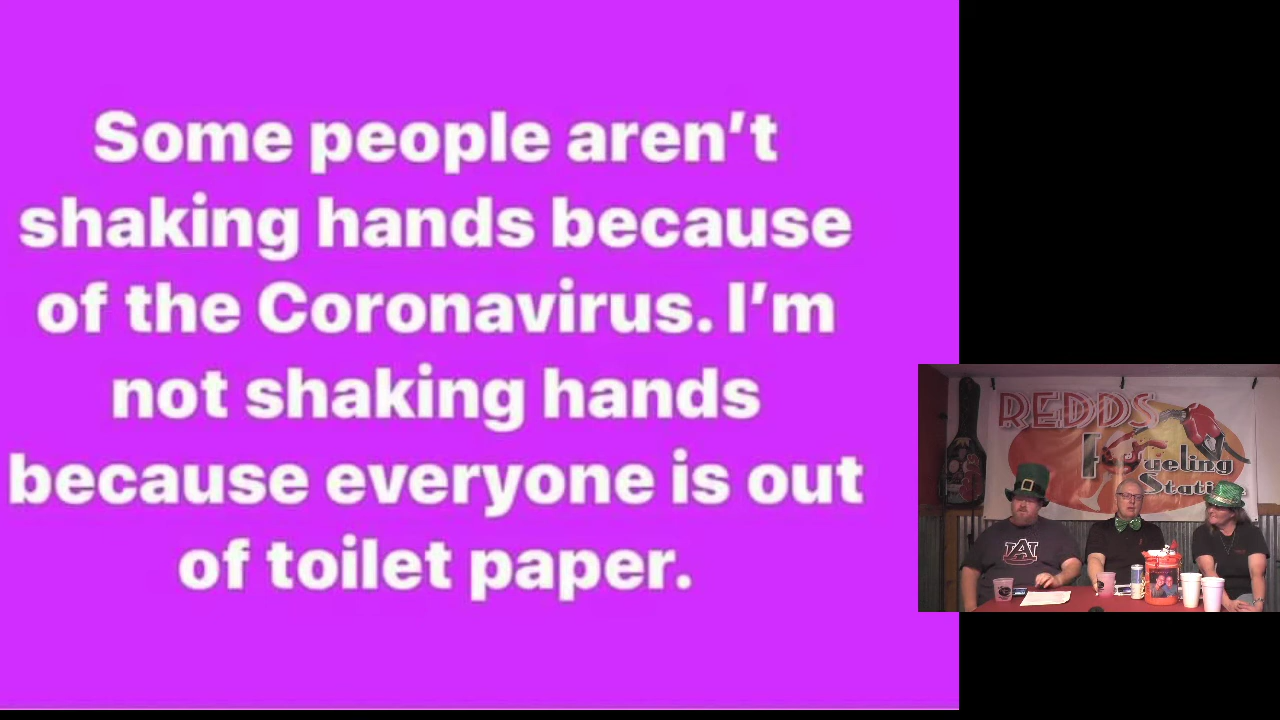 Some people aren’t
shaking hands because
of the Coronavirus. I’m
not shaking hands
because everyone is out
of toilet paper.
REDDS
Fueling
Station
AU